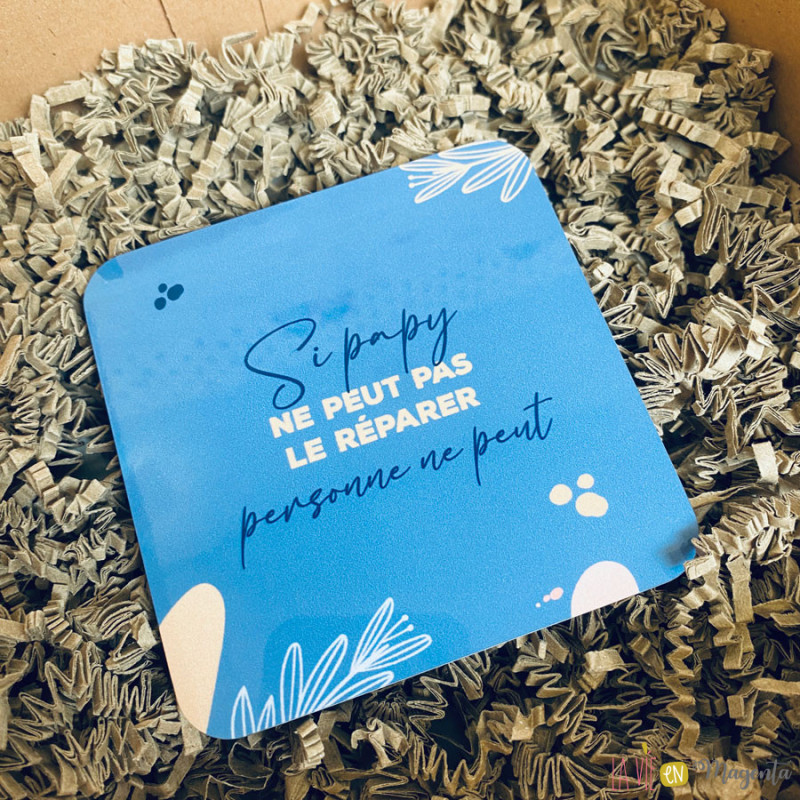 Si papy
NE PEUT PAS
LE RÉPARER
personne ne peut
LA VIE EN Magenta